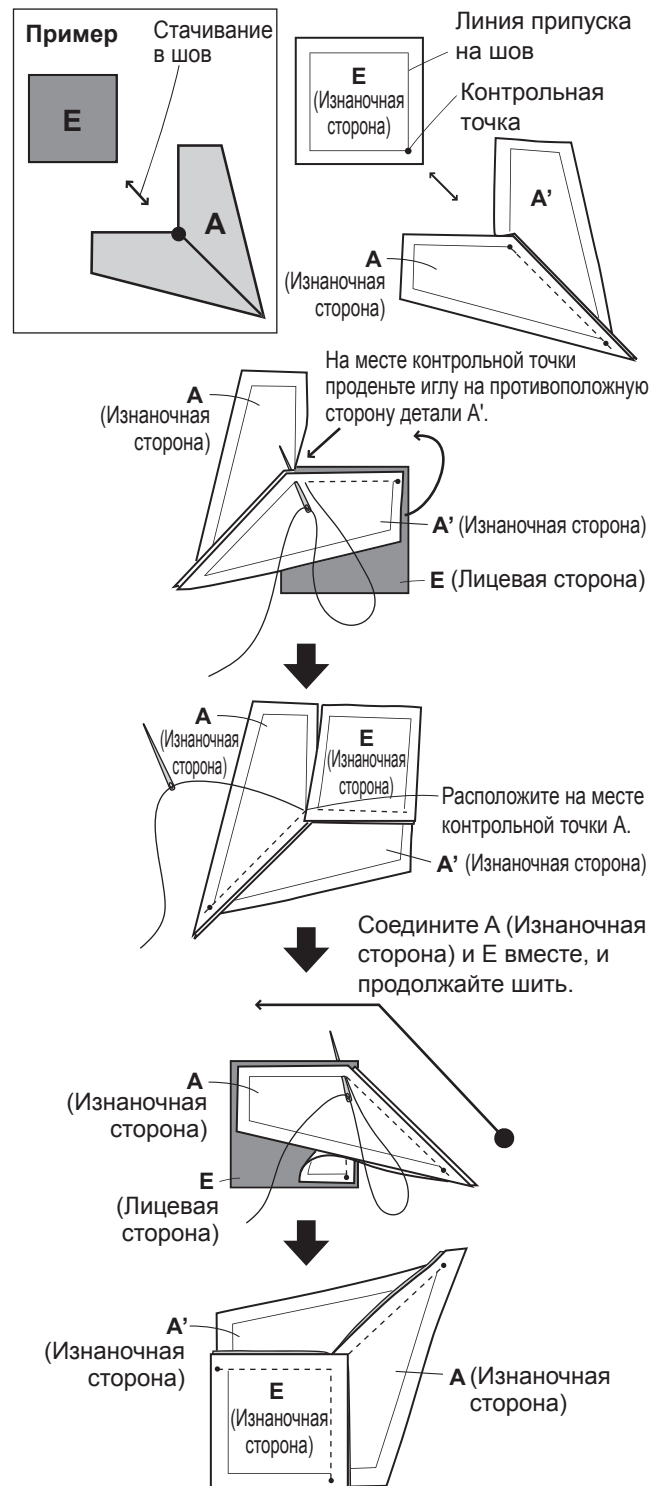 Пример
Стачивание
в шов
E
A
Линия припуска
на шов
E
(Изнаночная
сторона)
Контрольная
точка
A'
A
(Изнаночная
сторона)
На месте контрольной точки
проденьте иглу на противоположную
сторону детали A'.
A
(Изнаночная
сторона)
A' (Изнаночная сторона)
E (Лицевая сторона)
A
(Изнаночная
сторона)
E
(Изнаночная
сторона)
Расположите на месте
контрольной точки A.
A' (Изнаночная сторона)
Соедините A (Изнаночная
сторона) и E вместе, и
продолжайте шить.
A
(Изнаночная
сторона)
E
(Лицевая
сторона)
A'
(Изнаночная
сторона)
E
(Изнаночная
сторона)
A (Изнаночная
сторона)